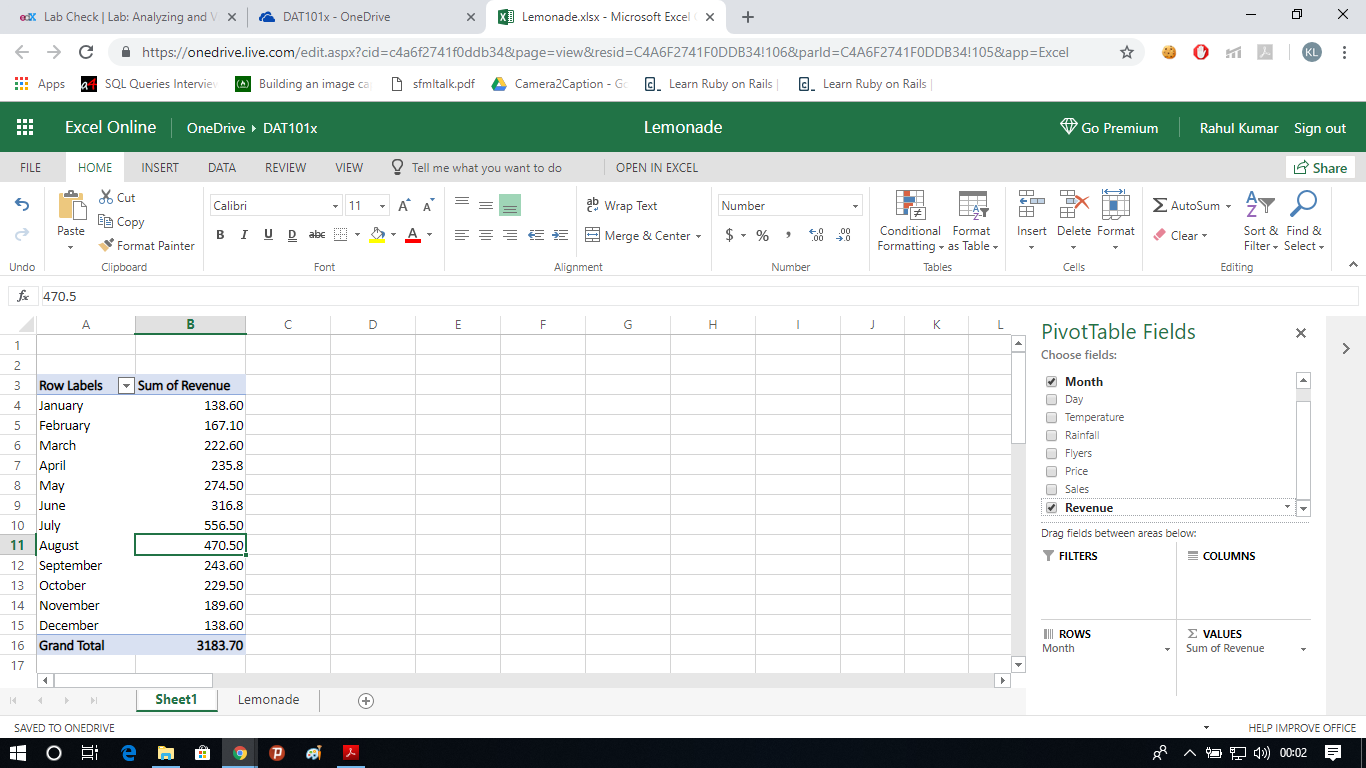 Lab Check | Lab: Analyzing and V
DAT101x - OneDrive
Lemonade.xlsx - Microsoft Excel
https://onedrive.live.com/edit.aspx?cid=c4a6f2741f0ddb34&page=view&resid=C4A6F2741F0DDB34!106&parId=C4A6F2741F0DDB34!105&app=Excel
KL
Apps
SQL Queries Interview
Building an image ca
sfmltalk.pdf
Camera2Caption - Go
Learn Ruby on Rails |
Learn Ruby on Rails |
Excel Online
OneDrive ▸ DAT101x
Lemonade
Go Premium
Rahul Kumar
Sign out
FILE HOME INSERT DATA REVIEW VIEW Tell me what you want to do OPEN IN EXCEL Share
Paste
Cut
Copy
Format Painter
Calibri 11 A A
B I U D abc A
Wrap Text
Merge & Center
Number
$ % , .00 .00
Conditional Formatting
Format as Table
Insert Delete Format
AutoSum
Clear
Sort & Filter
Find & Select
Undo Clipboard Font Alignment Number Tables Cells Editing
fx 470.5
A B C D E F G H I J K L
1
2
3 Row Labels Sum of Revenue
4 January 138.60
5 February 167.10
6 March 222.60
7 April 235.8
8 May 274.50
9 June 316.8
10 July 556.50
11 August 470.50
12 September 243.60
13 October 229.50
14 November 189.60
15 December 138.60
16 Grand Total 3183.70
17
PivotTable Fields
Choose fields:
Month
Day
Temperature
Rainfall
Flyers
Price
Sales
Revenue
Drag fields between areas below:
FILTERS
COLUMNS
ROWS
Month
VALUES
Sum of Revenue
Sheet1 Lemonade
SAVED TO ONEDRIVE
HELP IMPROVE OFFICE
00:02